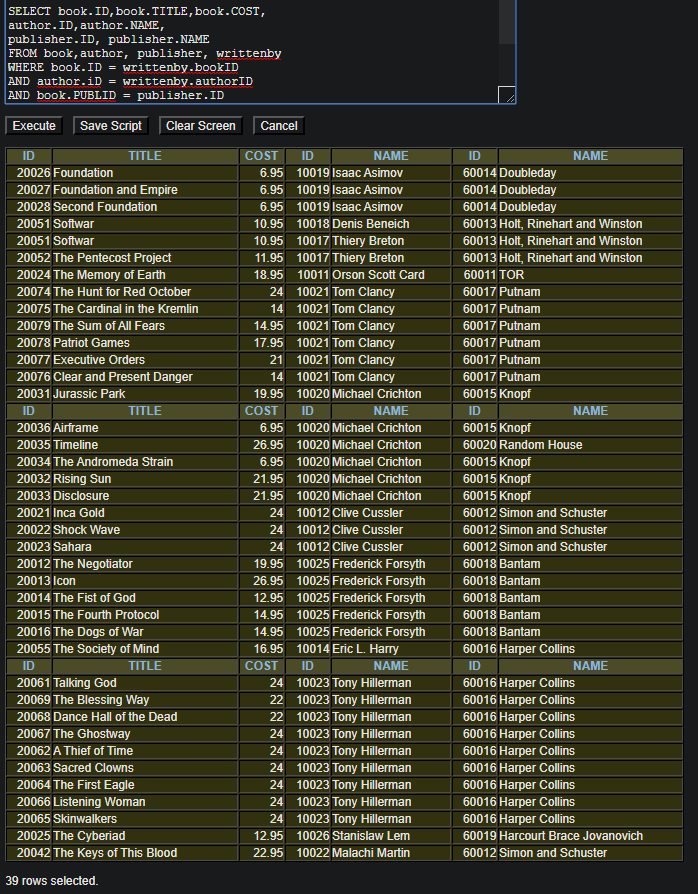 SELECT book.ID,book.TITLE,book.COST,
author.ID,author.NAME,
publisher.ID, publisher.NAME
FROM book,author, publisher, writtenby
WHERE book.ID = writtenby.bookID
AND author.iD = writtenby.authorID
AND book.PUBLID = publisher.ID
Execute Save Script Clear Screen Cancel
ID TITLE COST ID NAME ID NAME
20026 Foundation 6.95 10019 Isaac Asimov 60014 Doubleday
20027 Foundation and Empire 6.95 10019 Isaac Asimov 60014 Doubleday
20028 Second Foundation 6.95 10019 Isaac Asimov 60014 Doubleday
20051 Softwar 10.95 10018 Denis Beneich 60013 Holt, Rinehart and Winston
20051 Softwar 10.95 10017 Thiery Breton 60013 Holt, Rinehart and Winston
20052 The Pentecost Project 11.95 10017 Thiery Breton 60013 Holt, Rinehart and Winston
20024 The Memory of Earth 18.95 10011 Orson Scott Card 60011 TOR
20074 The Hunt for Red October 24 10021 Tom Clancy 60017 Putnam
20075 The Cardinal in the Kremlin 14 10021 Tom Clancy 60017 Putnam
20079 The Sum of All Fears 14.95 10021 Tom Clancy 60017 Putnam
20078 Patriot Games 17.95 10021 Tom Clancy 60017 Putnam
20077 Executive Orders 21 10021 Tom Clancy 60017 Putnam
20076 Clear and Present Danger 14 10021 Tom Clancy 60017 Putnam
20031 Jurassic Park 19.95 10020 Michael Crichton 60015 Knopf
ID TITLE COST ID NAME ID NAME
20036 Airframe 6.95 10020 Michael Crichton 60015 Knopf
20035 Timeline 26.95 10020 Michael Crichton 60020 Random House
20034 The Andromeda Strain 6.95 10020 Michael Crichton 60015 Knopf
20032 Rising Sun 21.95 10020 Michael Crichton 60015 Knopf
20033 Disclosure 21.95 10020 Michael Crichton 60015 Knopf
20021 Inca Gold 24 10012 Clive Cussler 60012 Simon and Schuster
20022 Shock Wave 24 10012 Clive Cussler 60012 Simon and Schuster
20023 Sahara 24 10012 Clive Cussler 60012 Simon and Schuster
20012 The Negotiator 19.95 10025 Frederick Forsyth 60018 Bantam
20013 Icon 26.95 10025 Frederick Forsyth 60018 Bantam
20014 The Fist of God 12.95 10025 Frederick Forsyth 60018 Bantam
20015 The Fourth Protocol 14.95 10025 Frederick Forsyth 60018 Bantam
20016 The Dogs of War 14.95 10025 Frederick Forsyth 60018 Bantam
20055 The Society of Mind 16.95 10014 Eric L. Harry 60016 Harper Collins
ID TITLE COST ID NAME ID NAME
20061 Talking God 24 10023 Tony Hillerman 60016 Harper Collins
20069 The Blessing Way 22 10023 Tony Hillerman 60016 Harper Collins
20068 Dance Hall of the Dead 22 10023 Tony Hillerman 60016 Harper Collins
20067 The Ghostway 24 10023 Tony Hillerman 60016 Harper Collins
20062 A Thief of Time 24 10023 Tony Hillerman 60016 Harper Collins
20063 Sacred Clowns 24 10023 Tony Hillerman 60016 Harper Collins
20064 The First Eagle 24 10023 Tony Hillerman 60016 Harper Collins
20066 Listening Woman 24 10023 Tony Hillerman 60016 Harper Collins
20065 Skinwalkers 24 10023 Tony Hillerman 60016 Harper Collins
20025 The Cyberiad 12.95 10026 Stanislaw Lem 60019 Harcourt Brace Jovanovich
20042 The Keys of This Blood 22.95 10022 Malachi Martin 60012 Simon and Schuster
39 rows selected.